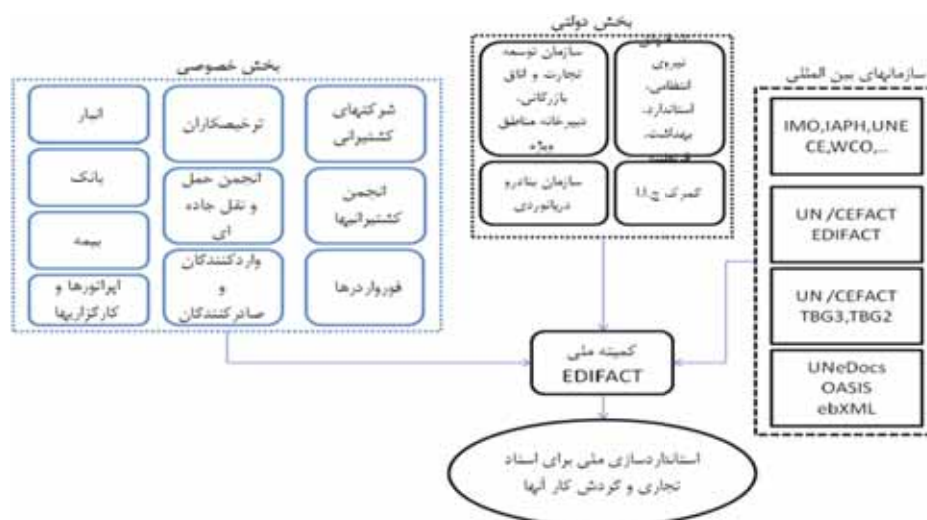 بخش دولتی
سازمان توسعه
تجارت و اتاق
بازرگانی،
دبیرخانه مناطق
ویژه
نیروی
انتظامی،
استاندارد،
بهداشت،
سازمان بنادر و
دریانوردی
گمرک ج.ا.ا
سازمانهای بین المللی
IMO,IAPH,UNE
CE,WCO,..
UN /CEFACT
EDIFACT
UN /CEFACT
TBG3,TBG2
UNeDocs
OASIS
ebXML
بخش خصوصی
شرکتهای
کشتیرانی
انجمن
کشتیرانیها
فورواردرها
ترخیصکاران
انجمن حمل
و نقل جاده
ای
واردکنندگان
و
صادرکنندگان
انبار
بانک
بیمه
اپراتورها و
کارگزاریها
کمیته ملی
EDIFACT
استانداردسازی ملی برای اسناد
تجاری و گردش کار آنها